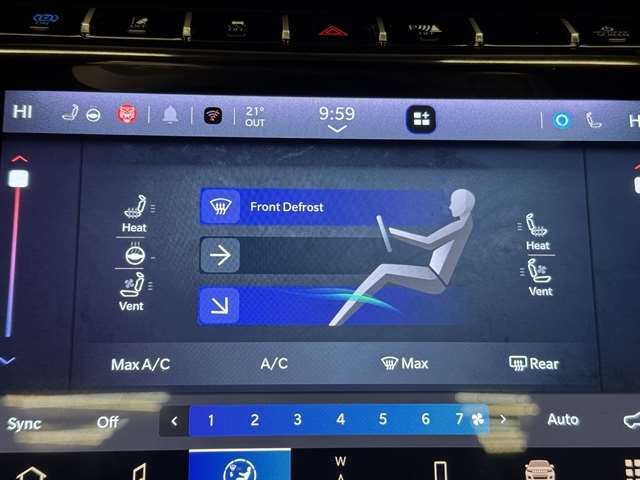 HI
21°
OUT
9:59
H
Front Defrost
Heat
Vent
Heat
Vent
Max A/C
A/C
Max
Rear
Sync
Off
1 2 3 4 5 6 7
Auto
W